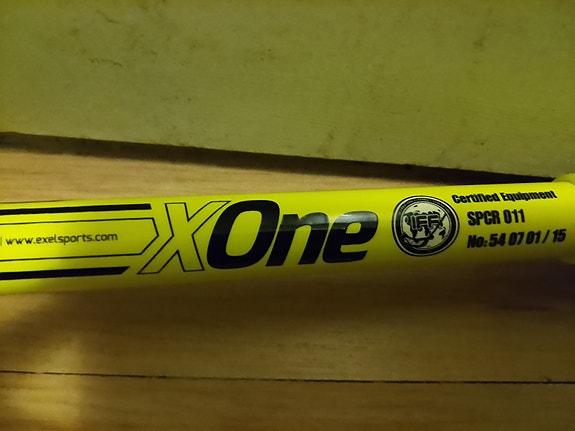 www.exelsports.com
XOne
IFF
Certified Equipment
SPCR 011
No: 54 07 01 / 15